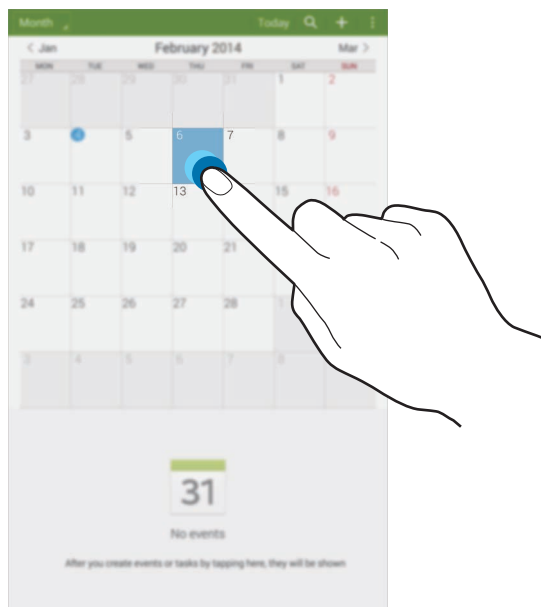 Month Today
Jan February 2014 Mar
MON TUE WED THU FRI SAT SUN
27 28 29 30 31 1 2
3 4 5 6 7 8 9
10 11 12 13 15 16
17 18 19 20 21
24 25 26 27 28
3 4 5 6 7 8
31
No events
After you create events or tasks by tapping here, they will be shown